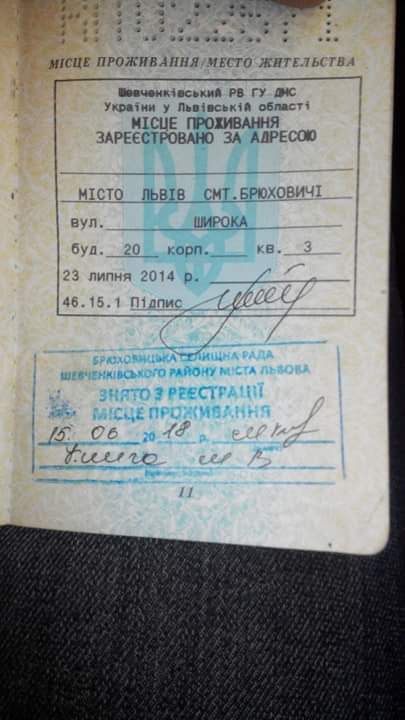 МІСЦЕ ПРОЖИВАННЯ/МЕСТО ЖИТЕЛЬСТВА
Шевченківський РВ ГУ ДМС
України у Львівській області
МІСЦЕ ПРОЖИВАННЯ
ЗАРЕЄСТРОВАНО ЗА АДРЕСОЮ
МІСТО ЛЬВІВ СМТ.БРЮХОВИЧІ
вул. ШИРОКА
буд. 20 корп. кв. 3
23 липня 2014 р.
46.15.1 Підпис
БРЮХОВИЦЬКА СЕЛИЩНА РАДА
ШЕВЧЕНКІВСЬКОГО РАЙОНУ МІСТА ЛЬВОВА
ЗНЯТО З РЕЄСТРАЦІЇ
МІСЦЕ ПРОЖИВАННЯ
15 06 2018 р.
11